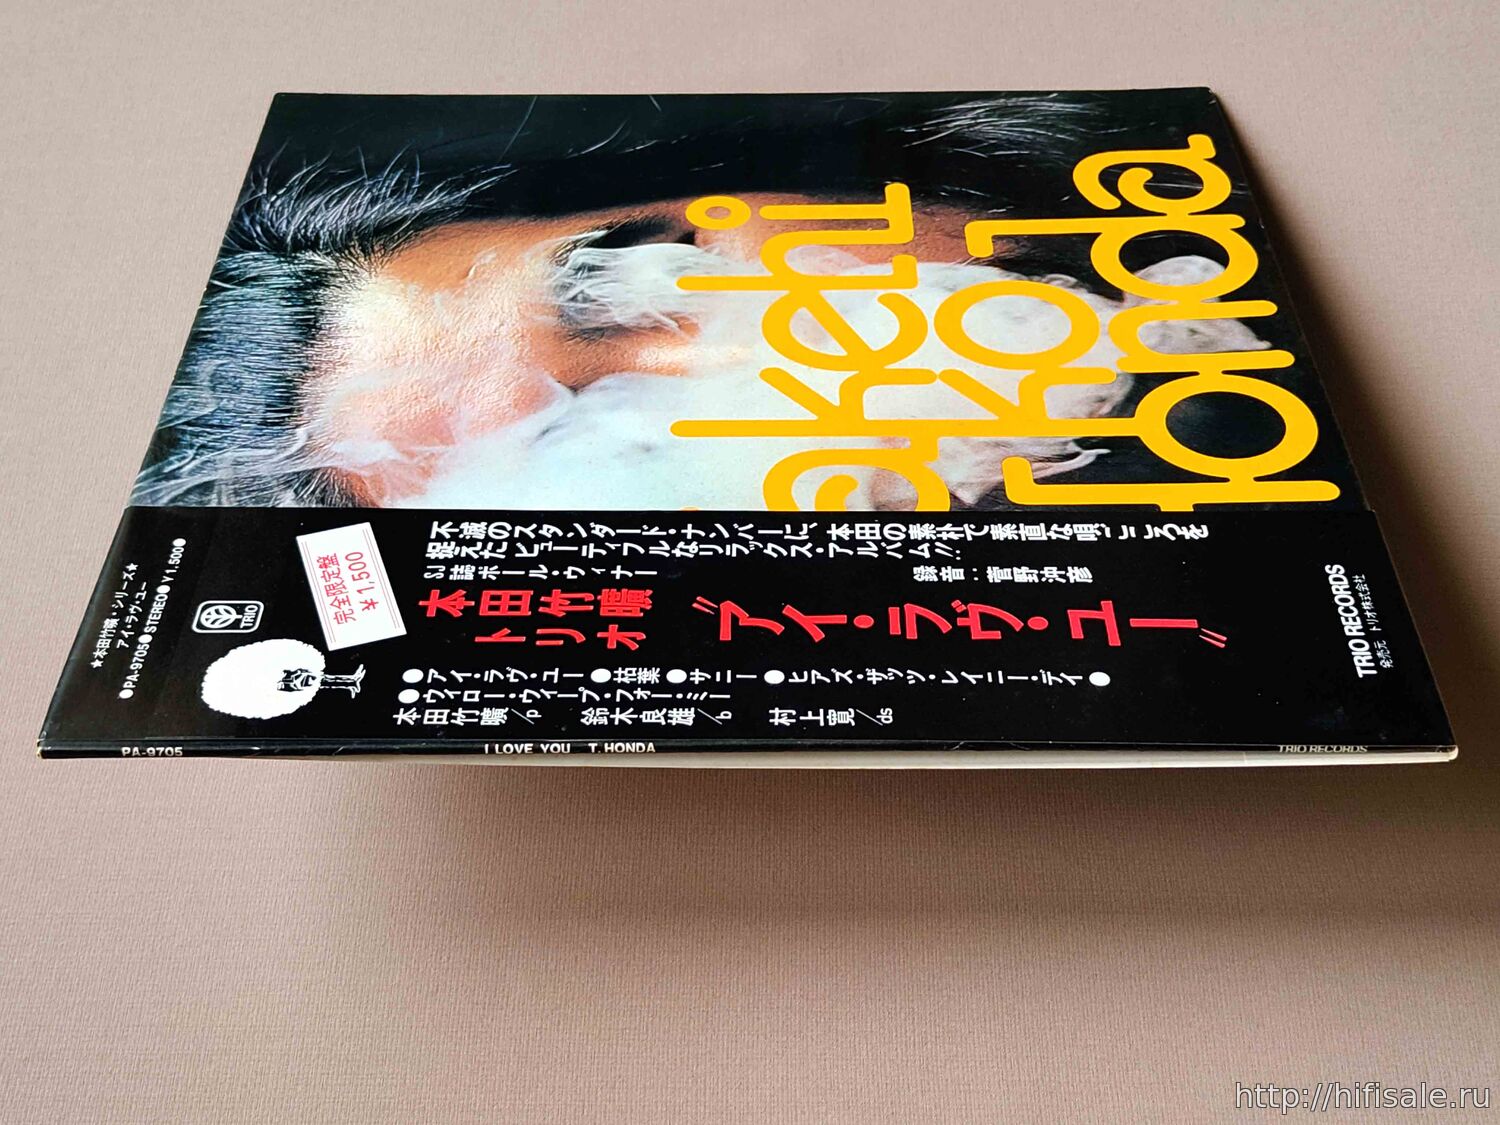 akehi
ko
Honda
★本田竹曠・シリーズ★
アイ・ラヴ・ユー
●PA-9705●STEREO●￥1,500●
TRIO
完全限定盤
￥1,500
不滅のスタンダード・ナンバーに、本田の素朴で素直な唄ごころを
捉えたビューティフルなリラックス・アルバム!!
SJ誌ポール・ウィナー
録音：菅野沖彦
本田竹曠
トリオ
"アイ・ラヴ・ユー"
●アイ・ラヴ・ユー●枯葉●サニー●ヒアズ・ザッツ・レイニー・デイ●
●ウィロー・ウィープ・フォー・ミー
本田竹曠/p 鈴木良雄/b 村上寛/ds
TRIO RECORDS
発売元 トリオ株式会社
PA-9705 I LOVE YOU T. HONDA TRIO RECORDS
http://hifisale.ru